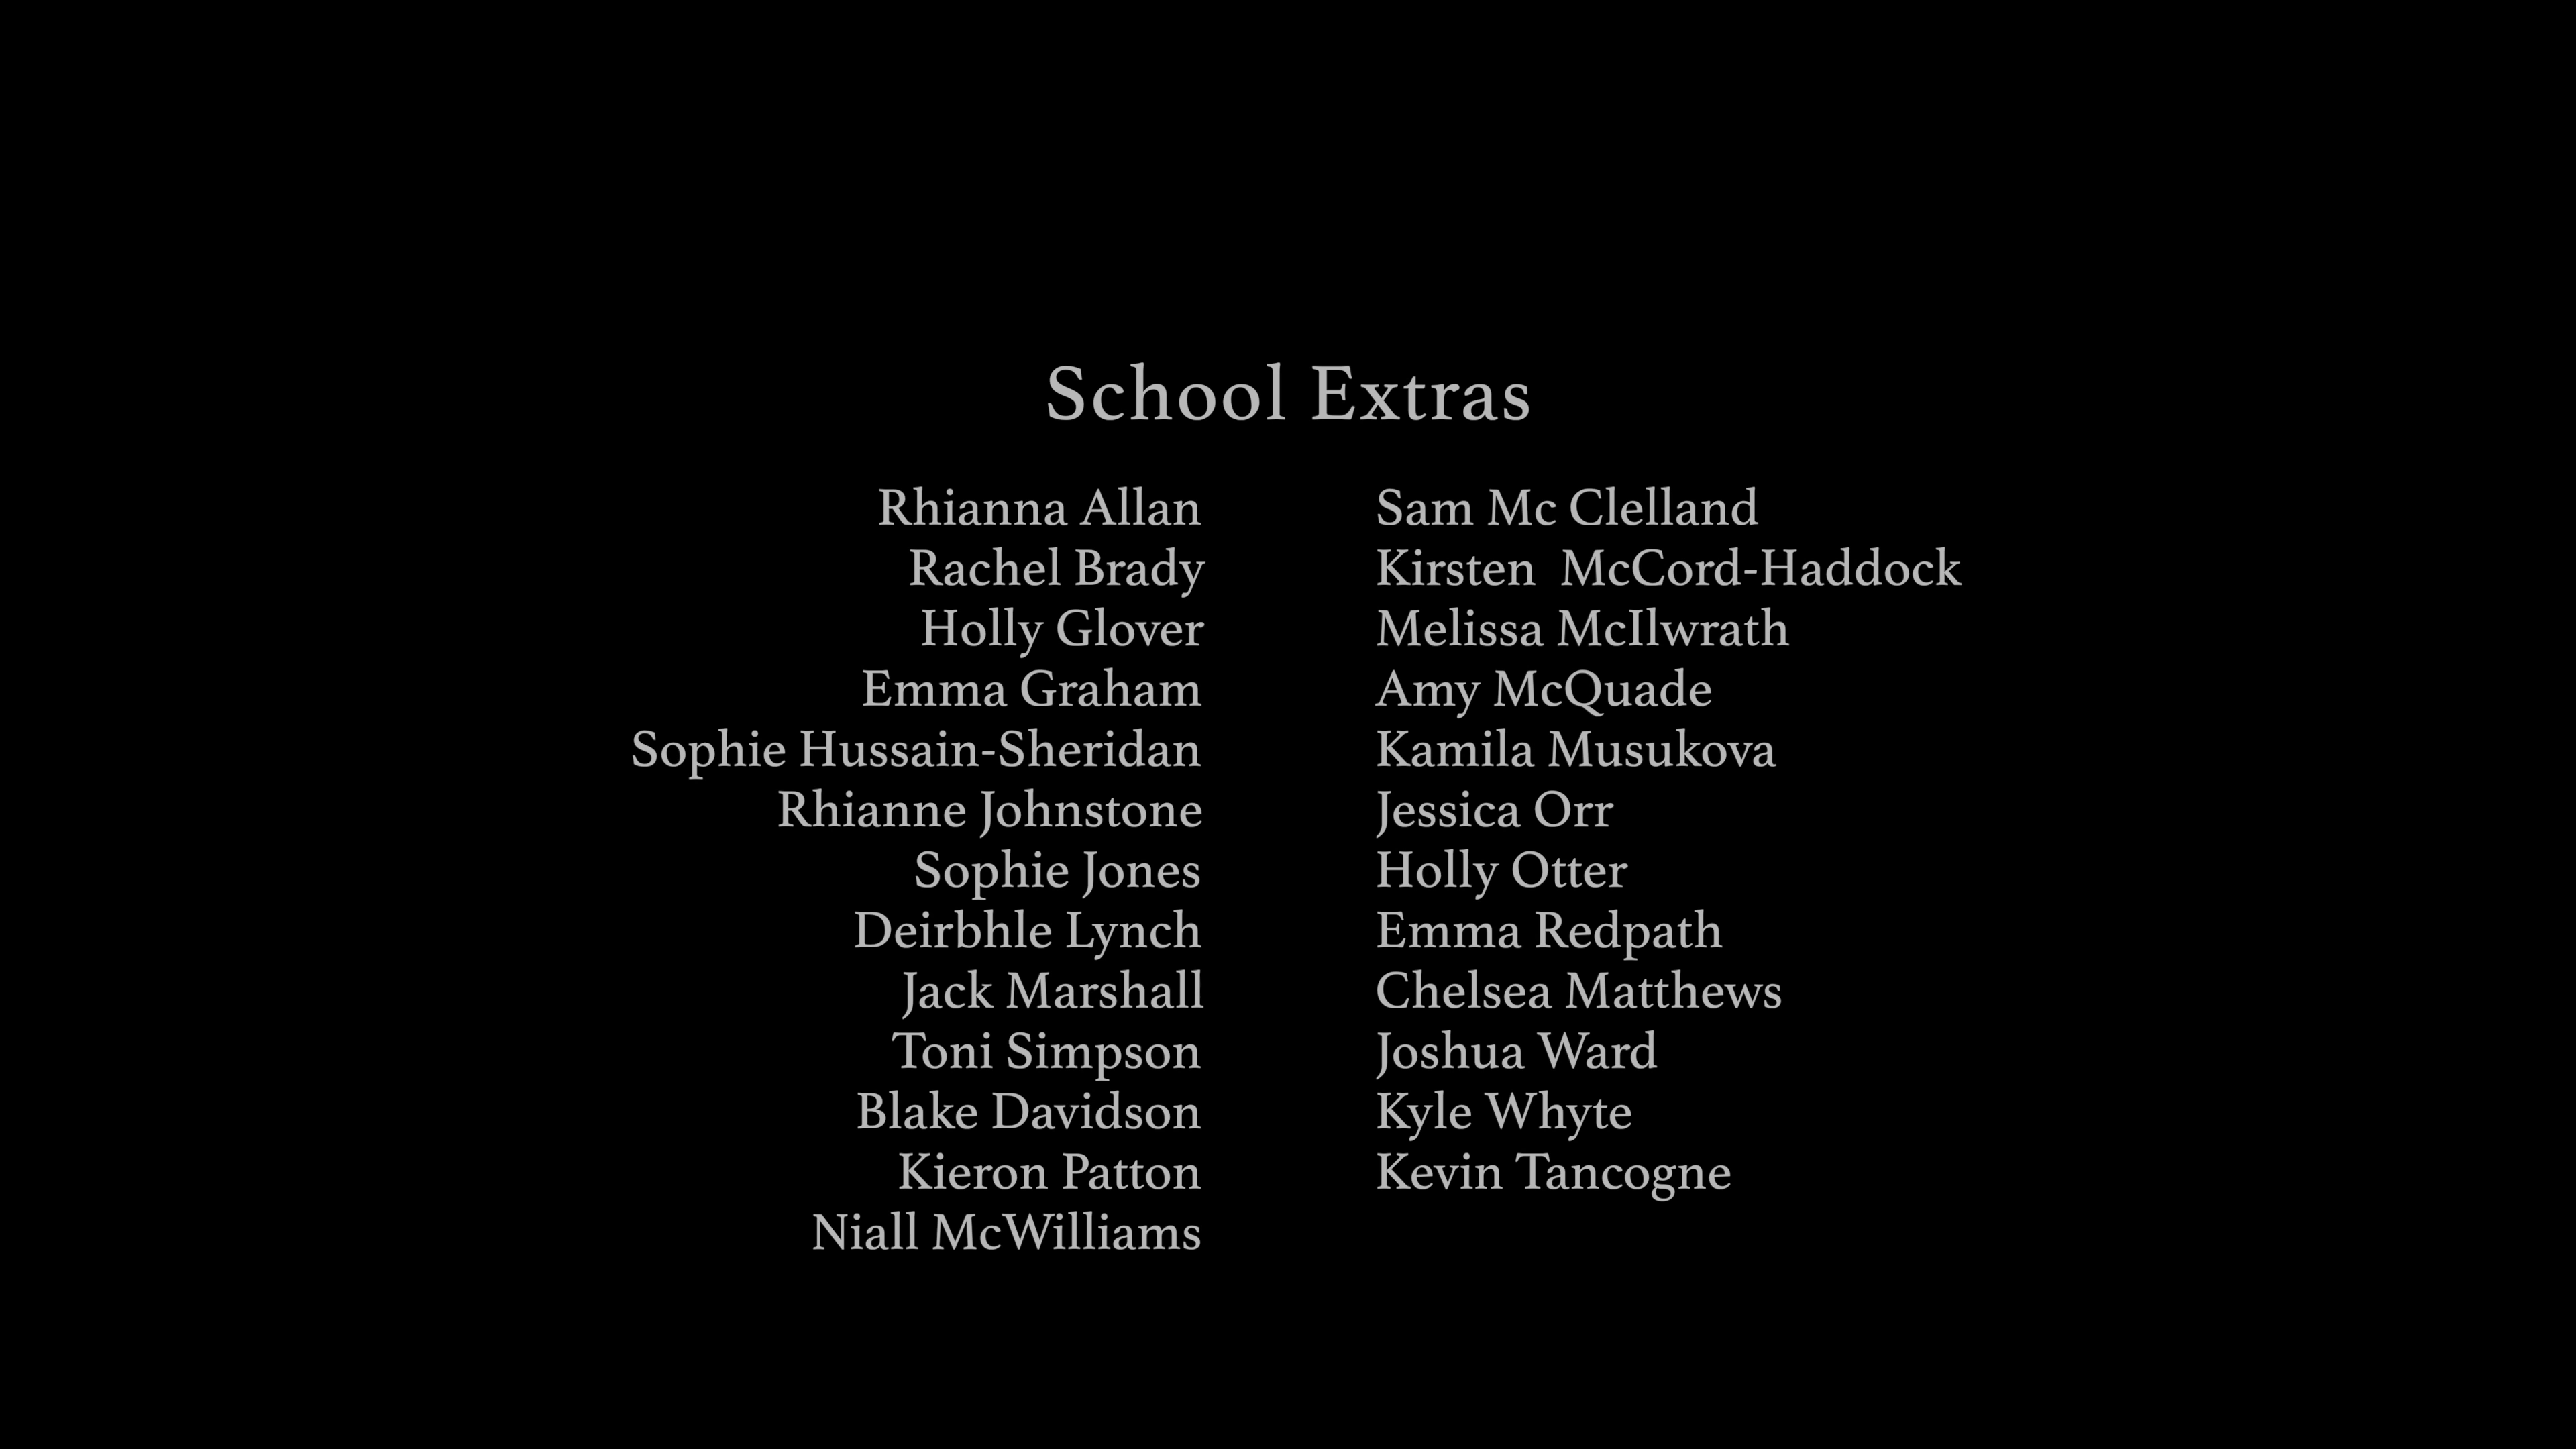 School Extras
Rhianna Allan
Rachel Brady
Holly Glover
Emma Graham
Sophie Hussain-Sheridan
Rhianne Johnstone
Sophie Jones
Deirbhle Lynch
Jack Marshall
Toni Simpson
Blake Davidson
Kieron Patton
Niall McWilliams
Sam Mc Clelland
Kirsten  McCord-Haddock
Melissa McIlwrath
Amy McQuade
Kamila Musukova
Jessica Orr
Holly Otter
Emma Redpath
Chelsea Matthews
Joshua Ward
Kyle Whyte
Kevin Tancogne